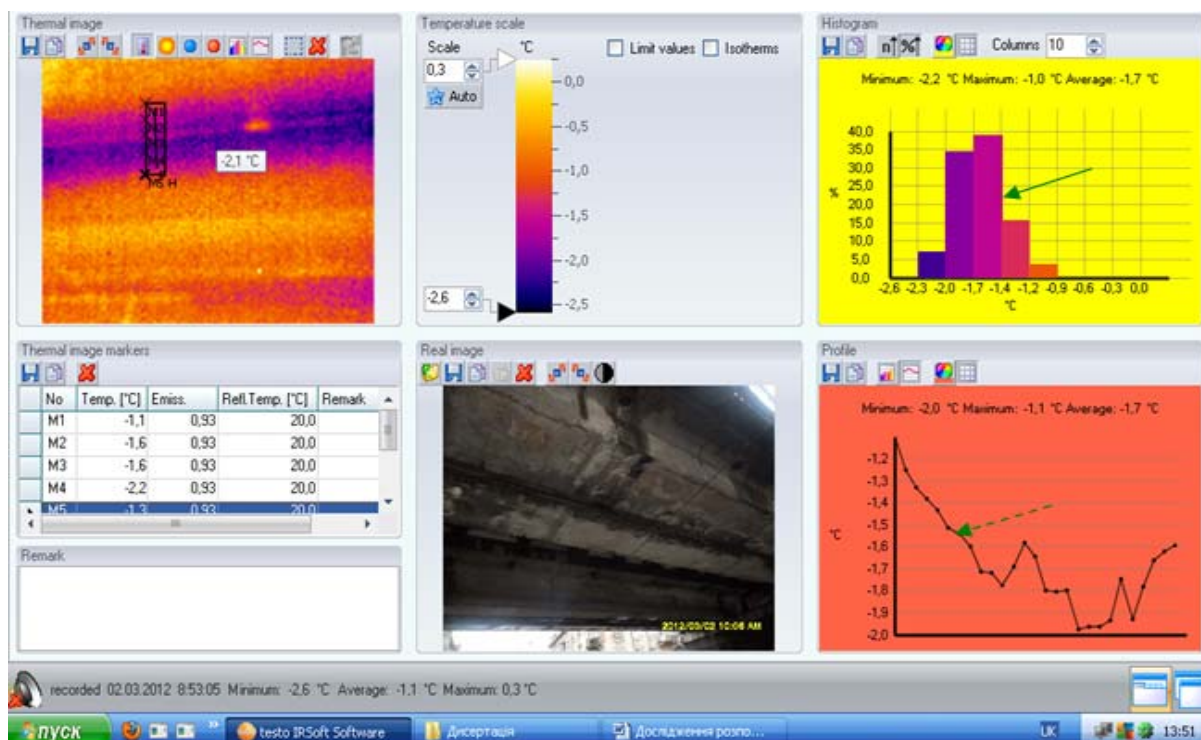 Thermal image
M1
M5 H
-2,1 °C
Temperature scale
Scale
°C
0,3
Auto
Limit values
Isotherms
0,0
-0,5
-1,0
-1,5
-2,0
-2,5
-2,6
Histogram
n %
Columns 10
Minimum: -2,2 °C Maximum: -1,0 °C Average: -1,7 °C
40,0
35,0
30,0
25,0
20,0
15,0
10,0
5,0
0,0
%
-2,6 -2,3 -2,0 -1,7 -1,4 -1,2 -0,9 -0,6 -0,3 0,0
°C
Thermal image markers
No Temp. [°C] Emiss. Refl.Temp. [°C] Remark
M1 -1,1 0,93 20,0
M2 -1,6 0,93 20,0
M3 -1,6 0,93 20,0
M4 -2,2 0,93 20,0
M5 -1,3 0,93 20,0
Remark
Real image
2012/03/02 10:06 AM
Profile
Minimum: -2,0 °C Maximum: -1,1 °C Average: -1,7 °C
-1,2
-1,3
-1,4
-1,5
-1,6
-1,7
-1,8
-1,9
-2,0
°C
recorded 02.03.2012 8:53:05 Minimum: -2,6 °C Average: -1,1 °C Maximum: 0,3 °C
пуск
testo IRSoft Software
Дисертація
Дослідження розпо...
UK
13:51